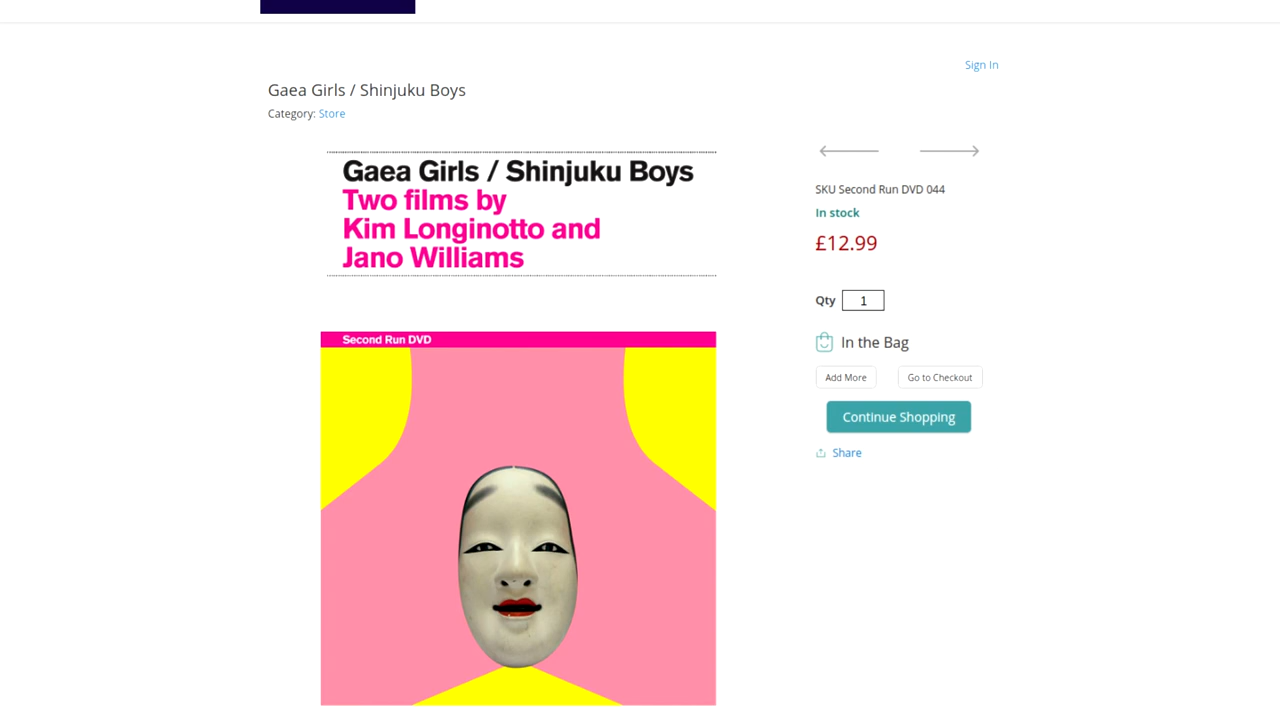 Sign In
Gaea Girls / Shinjuku Boys
Category: Store
Gaea Girls / Shinjuku Boys
Two films by
Kim Longinotto and
Jano Williams
Second Run DVD
SKU Second Run DVD 044
In stock
£12.99
Qty 1
In the Bag
Add More Go to Checkout
Continue Shopping
Share